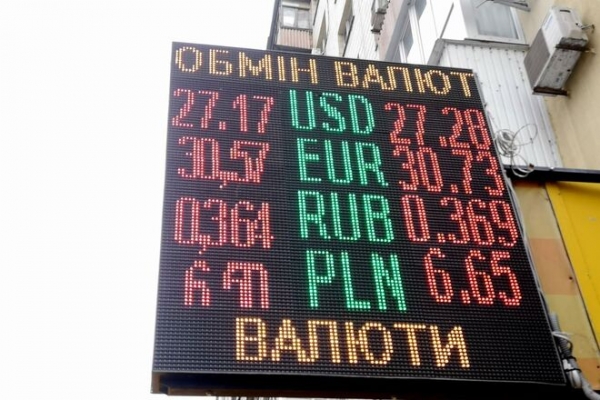 ОБМІН ВАЛЮТ
27.17 USD 27.28
30,57 EUR 30.73
0,364 RUB 0.369
PLN 6.65
ВАЛЮТИ